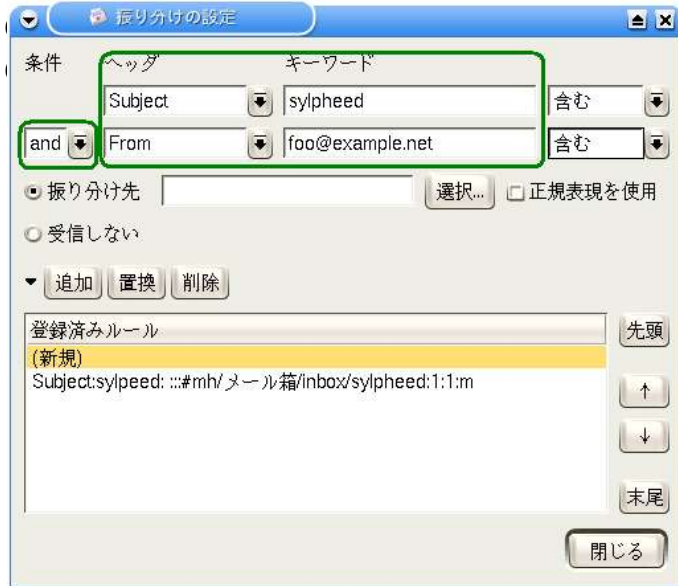 振り分けの設定
条件 ヘッダ キーワード
Subject sylpheed 含む
and From foo@example.net 含む
振り分け先 選択... 正規表現を使用
受信しない
追加 置換 削除
登録済みルール 先頭
(新規)
Subject:sylpeed: :::#mh/メール箱/inbox/sylpheed:1:1:m
↑
↓
末尾
閉じる